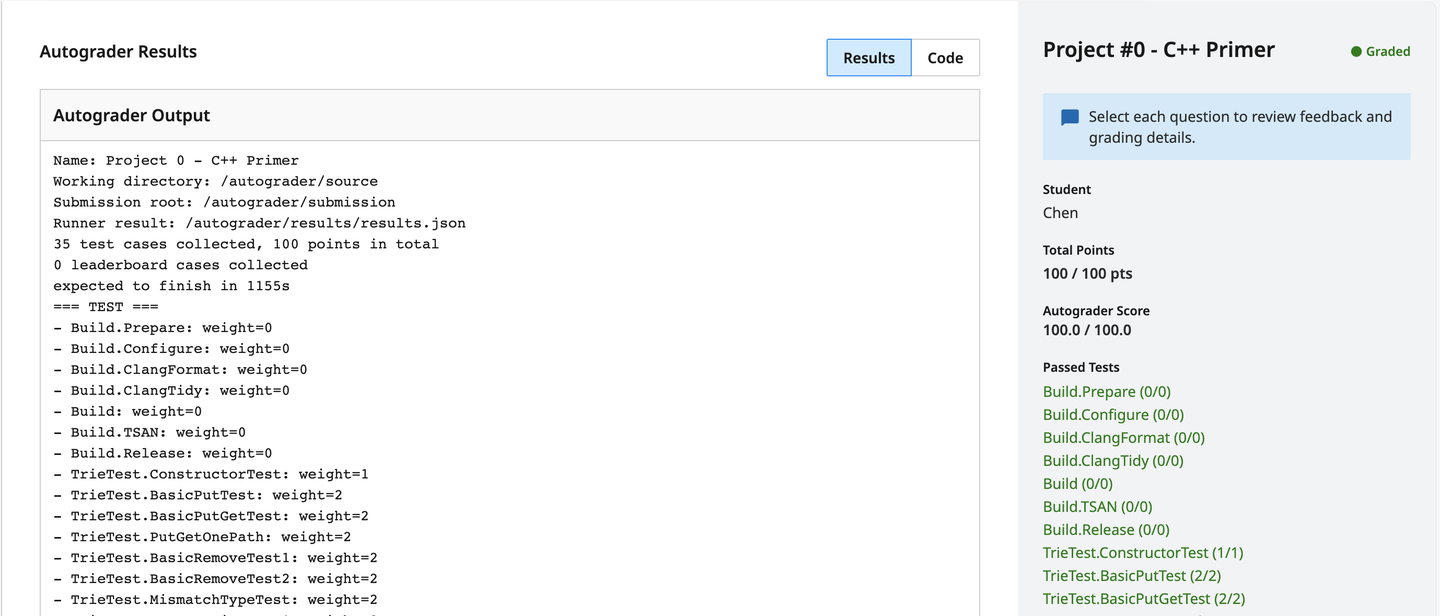 Autograder Results
Results
Code
Autograder Output
Name: Project 0 - C++ Primer
Working directory: /autograder/source
Submission root: /autograder/submission
Runner result: /autograder/results/results.json
35 test cases collected, 100 points in total
0 leaderboard cases collected
expected to finish in 1155s
=== TEST ===
- Build.Prepare: weight=0
- Build.Configure: weight=0
- Build.ClangFormat: weight=0
- Build.ClangTidy: weight=0
- Build: weight=0
- Build.TSAN: weight=0
- Build.Release: weight=0
- TrieTest.ConstructorTest: weight=1
- TrieTest.BasicPutTest: weight=2
- TrieTest.BasicPutGetTest: weight=2
- TrieTest.PutGetOnePath: weight=2
- TrieTest.BasicRemoveTest1: weight=2
- TrieTest.BasicRemoveTest2: weight=2
- TrieTest.MismatchTypeTest: weight=2
Project #0 - C++ Primer
Graded
Select each question to review feedback and
grading details.
Student
Chen
Total Points
100 / 100 pts
Autograder Score
100.0 / 100.0
Passed Tests
Build.Prepare (0/0)
Build.Configure (0/0)
Build.ClangFormat (0/0)
Build.ClangTidy (0/0)
Build (0/0)
Build.TSAN (0/0)
Build.Release (0/0)
TrieTest.ConstructorTest (1/1)
TrieTest.BasicPutTest (2/2)
TrieTest.BasicPutGetTest (2/2)